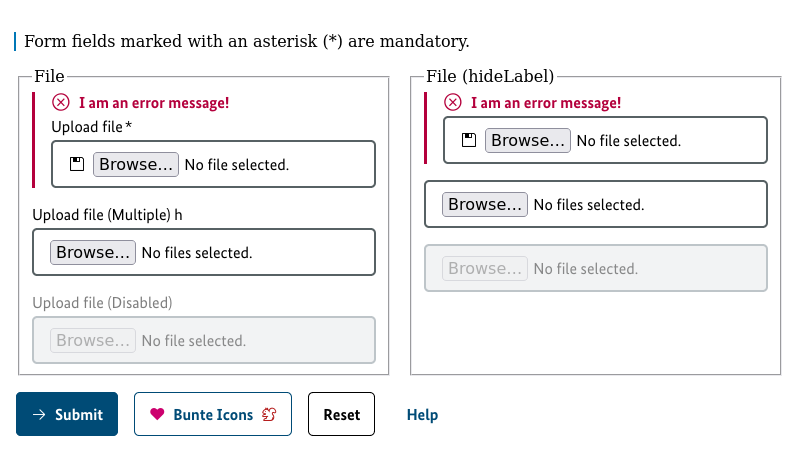 Form fields marked with an asterisk (*) are mandatory.
File
I am an error message!
Upload file*
Browse... No file selected.
Upload file (Multiple) h
Browse... No files selected.
Upload file (Disabled)
Browse... No file selected.
File (hideLabel)
I am an error message!
Browse... No file selected.
Browse... No files selected.
Browse... No file selected.
Submit
Bunte Icons
Reset
Help